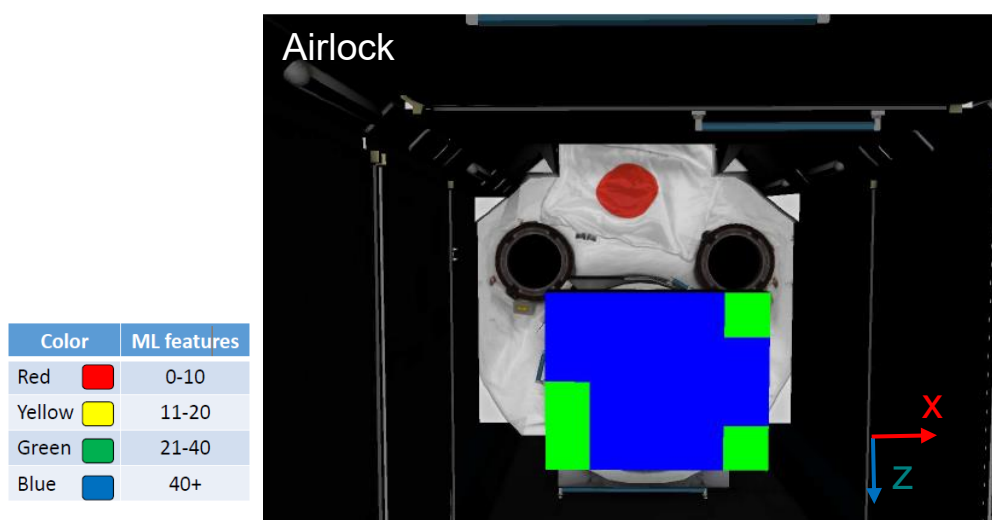 Airlock
Color ML features
Red 0-10
Yellow 11-20
Green 21-40
Blue 40+
X
Z